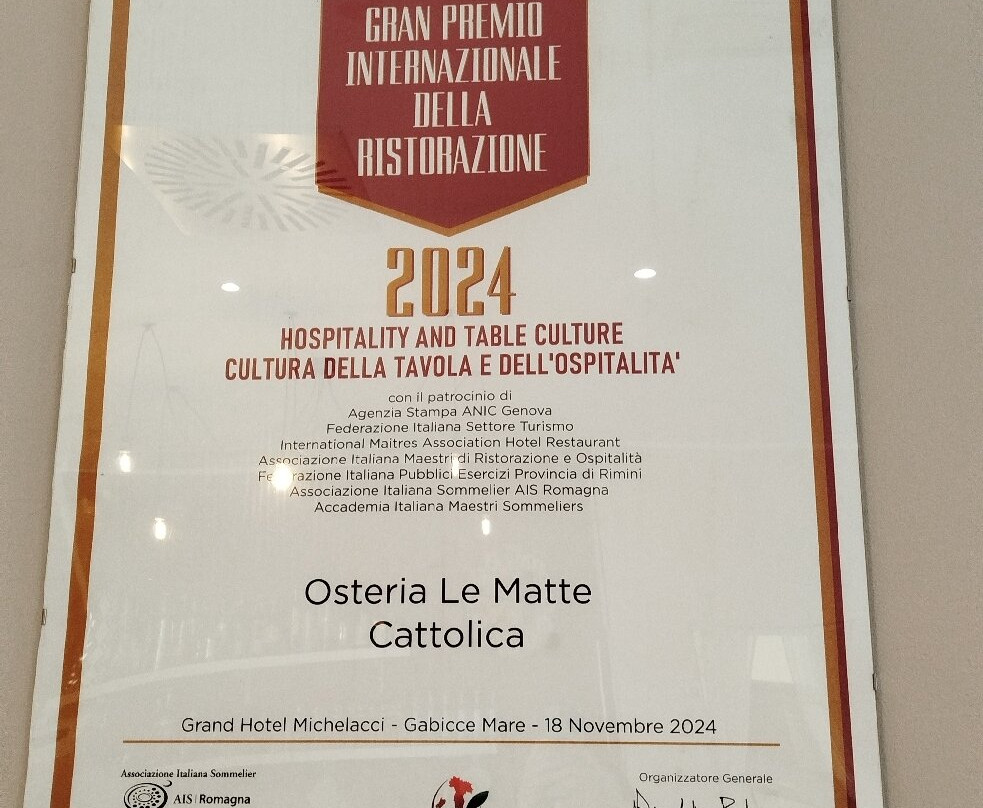 GRAN PREMIO
INTERNAZIONALE
DELLA
RISTORAZIONE
2024
HOSPITALITY AND TABLE CULTURE
CULTURA DELLA TAVOLA E DELL'OSPITALITA'
con il patrocinio di
Agenzia Stampa ANIC Genova
Federazione Italiana Settore Turismo
International Maitres Association Hotel Restaurant
Associazione Italiana Maestri di Ristorazione e Ospitalità
Federazione Italiana Pubblici Esercizi Provincia di Rimini
Associazione Italiana Sommelier AIS Romagna
Accademia Italiana Maestri Sommeliers
Osteria Le Matte
Cattolica
Grand Hotel Michelacci - Gabicce Mare - 18 Novembre 2024
Associazione Italiana Sommelier
AIS | Romagna
Organizzatore Generale